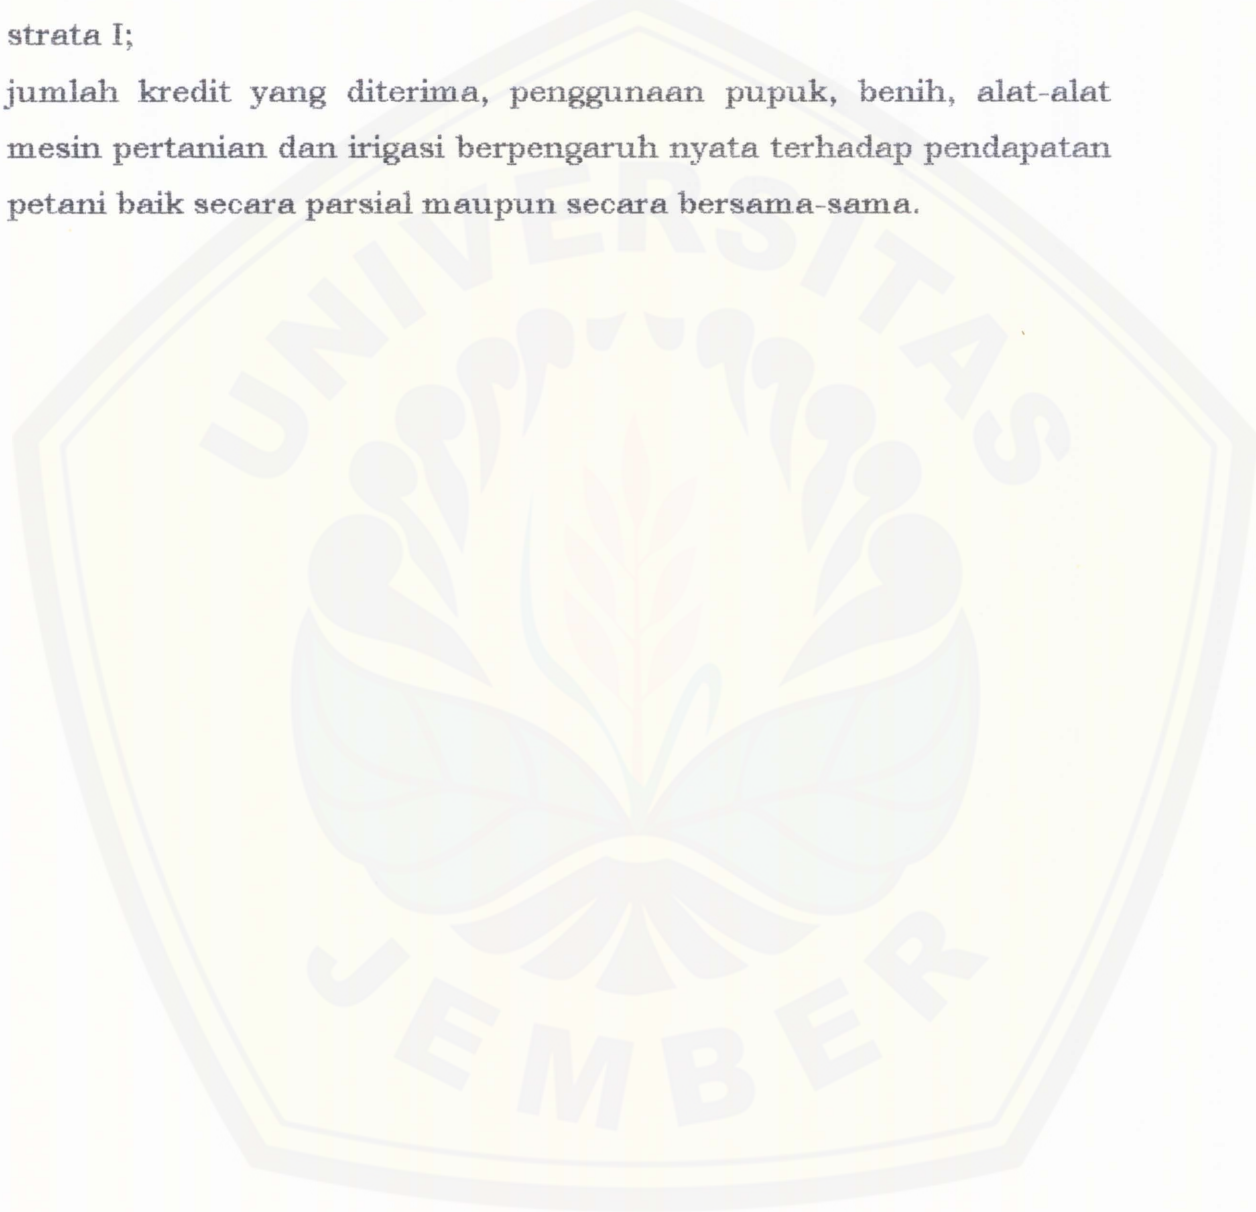 strata I;
jumlah kredit yang diterima, penggunaan pupuk, benih, alat-alat
mesin pertanian dan irigasi berpengaruh nyata terhadap pendapatan
petani baik secara parsial maupun secara bersama-sama.
UNIVERSITAS
JEMBER